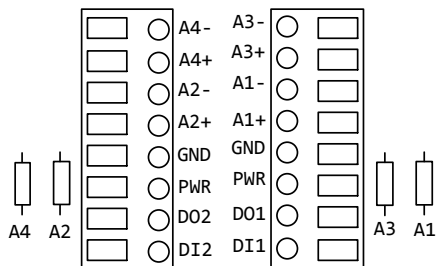 A4- A3-
A4+ A3+
A2- A1-
A2+ A1+
GND GND
PWR PWR
DO2 DO1
DI2 DI1
A4 A2 A3 A1